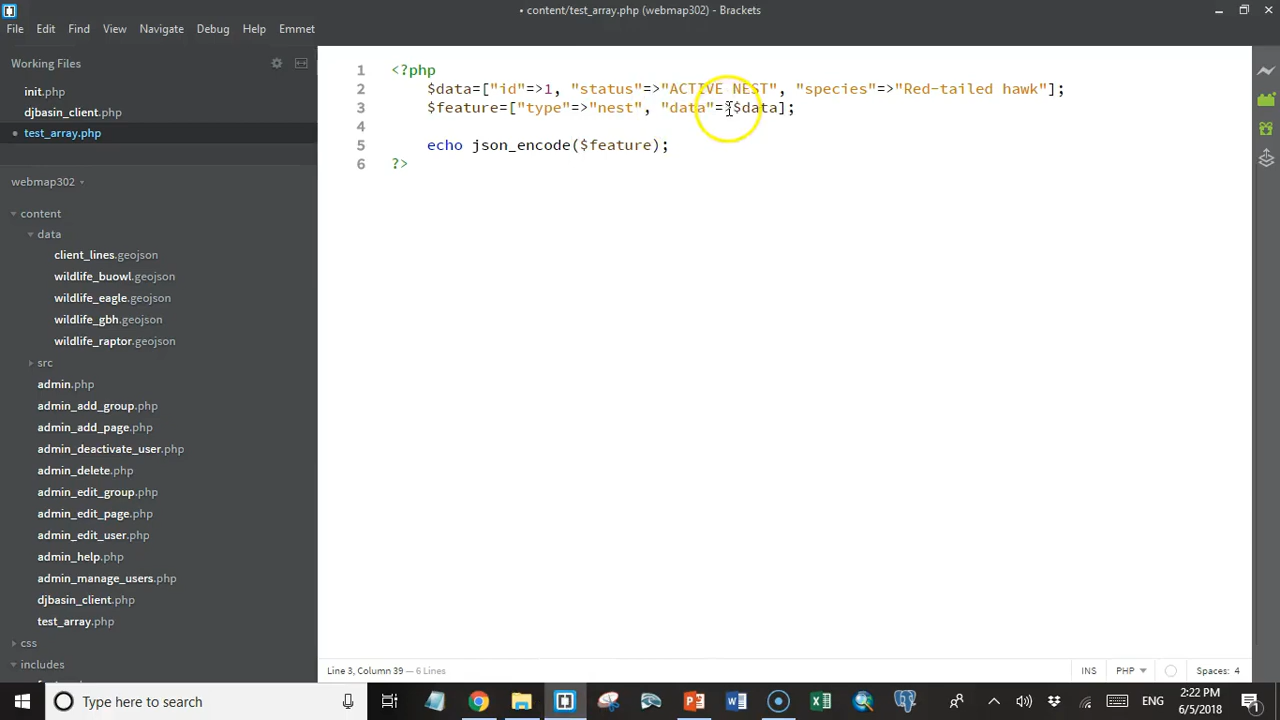 • content/test_array.php (webmap302) - Brackets
File Edit Find View Navigate Debug Help Emmet
Working Files
init.php
djbasin_client.php
• test_array.php
webmap302
content
data
client_lines.geojson
wildlife_buowl.geojson
wildlife_eagle.geojson
wildlife_gbh.geojson
wildlife_raptor.geojson
src
admin.php
admin_add_group.php
admin_add_page.php
admin_deactivate_user.php
admin_delete.php
admin_edit_group.php
admin_edit_page.php
admin_edit_user.php
admin_help.php
admin_manage_users.php
djbasin_client.php
test_array.php
css
includes
1 <?php
2 $data=["id"=>1, "status"=>"ACTIVE NEST", "species"=>"Red-tailed hawk"];
3 $feature=["type"=>"nest", "data"=>$data];
4
5 echo json_encode($feature);
6 ?>
Line 3, Column 39 — 6 Lines
INS PHP Spaces: 4
Type here to search
ENG
2:22 PM
6/5/2018
1